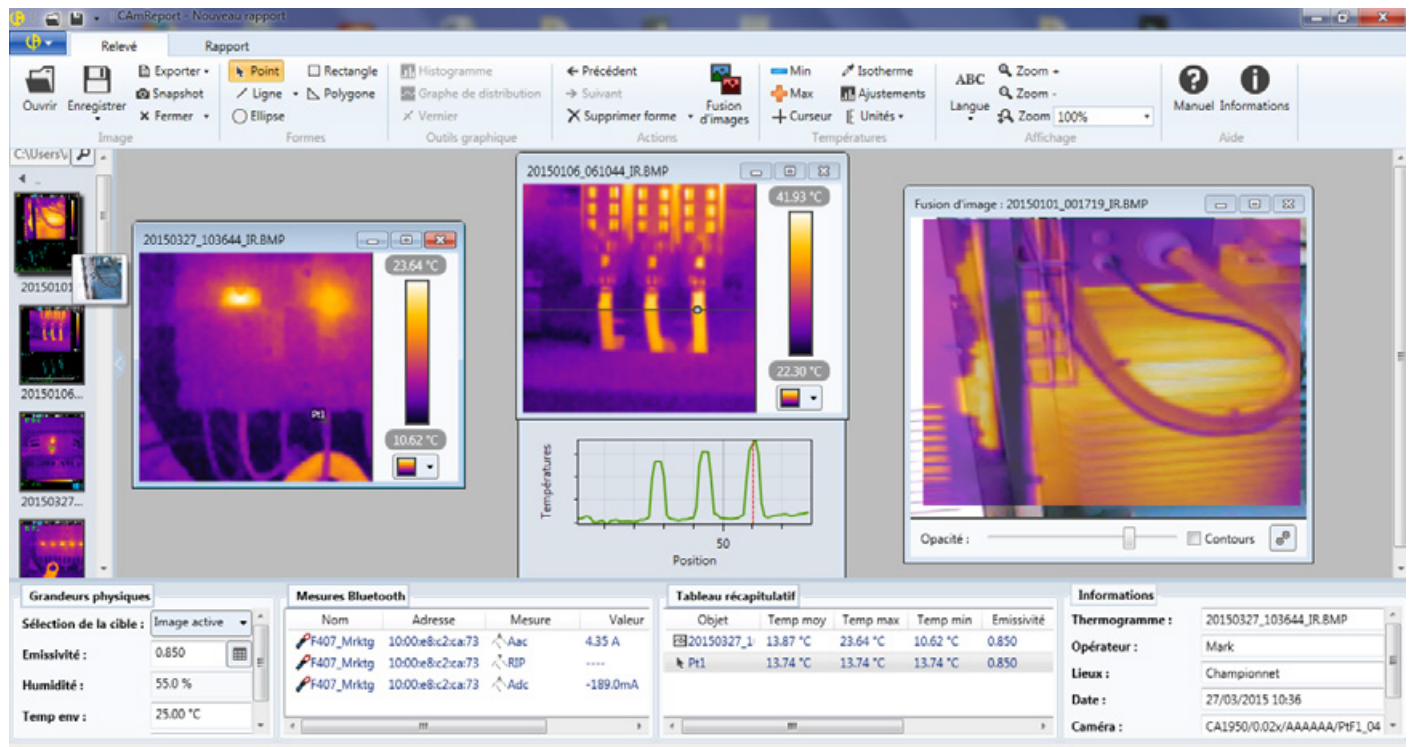 CAmReport - Nouveau rapport
Relevé Rapport
Ouvrir
Enregistrer
Exporter
Snapshot
Fermer
Image
Point
Ligne
Ellipse
Rectangle
Polygone
Formes
Histogramme
Graphe de distribution
Vernier
Outils graphique
Précédent
Suivant
Supprimer forme
Fusion
d'images
Actions
Min
Max
Curseur
Isotherme
Ajustements
Unités
Températures
ABC
Langue
Zoom +
Zoom -
Zoom 100%
Affichage
Manuel
Informations
Aide
C:\Users\
20150101
20150106...
20150327...
20150327_103644_IR.BMP
23.64 °C
Pt1
10.62 °C
20150106_061044_IR.BMP
41.93 °C
22.30 °C
Températures
50
Position
Fusion d'image : 20150101_001719_IR.BMP
Opacité :
Contours
Grandeurs physiques
Sélection de la cible : Image active
Emissivité : 0.850
Humidité : 55.0 %
Temp env : 25.00 °C
Mesures Bluetooth
Nom Adresse Mesure Valeur
F407_Mrktg 10:00:e8:c2:ca:73 Aac 4.35 A
F407_Mrktg 10:00:e8:c2:ca:73 RIP ----
F407_Mrktg 10:00:e8:c2:ca:73 Adc -189.0mA
Tableau récapitulatif
Objet Temp moy Temp max Temp min Emissivité
20150327_1 13.87 °C 23.64 °C 10.62 °C 0.850
Pt1 13.74 °C 13.74 °C 13.74 °C 0.850
Informations
Thermogramme : 20150327_103644_IR.BMP
Opérateur : Mark
Lieux : Championnet
Date : 27/03/2015 10:36
Caméra : CA1950/0.02x/AAAAAA/PtF1_04